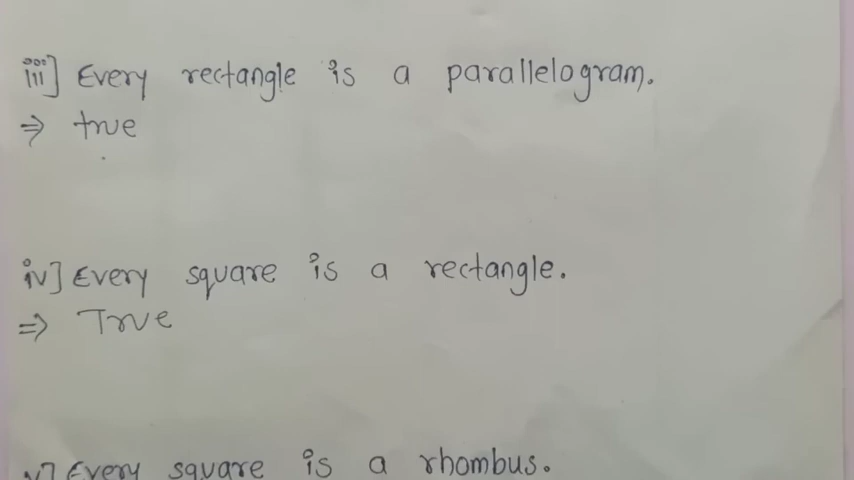 iii] Every rectangle is a parallelogram.
⇒ true
iv] Every square is a rectangle.
⇒ True
v] Every square is a rhombus.